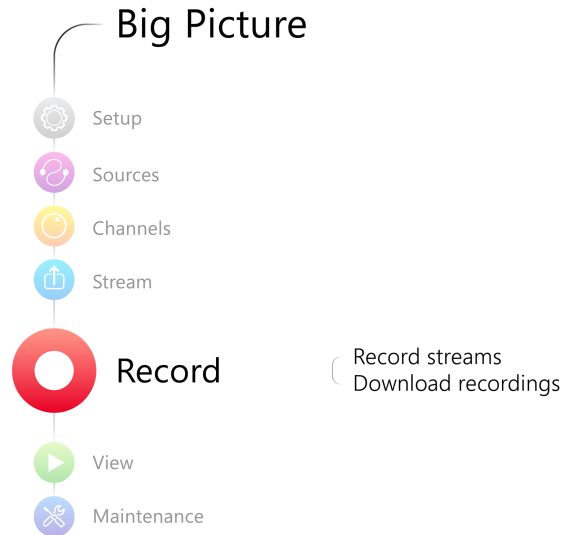 Big Picture
Setup
Sources
Channels
Stream
Record
Record streams
Download recordings
View
Maintenance